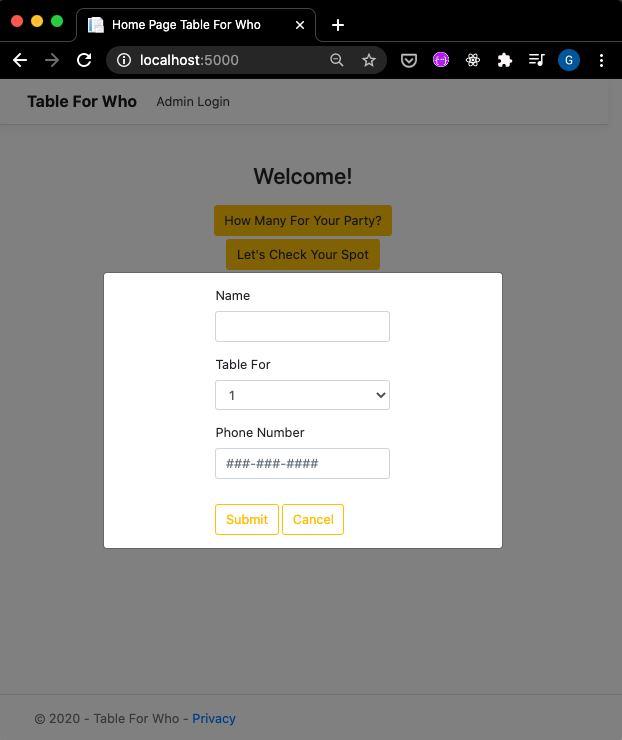 Home Page Table For Who
localhost:5000
G
Table For Who Admin Login
Welcome!
How Many For Your Party?
Let's Check Your Spot
Name
Table For
1
Phone Number
###-###-####
Submit Cancel
© 2020 - Table For Who - Privacy